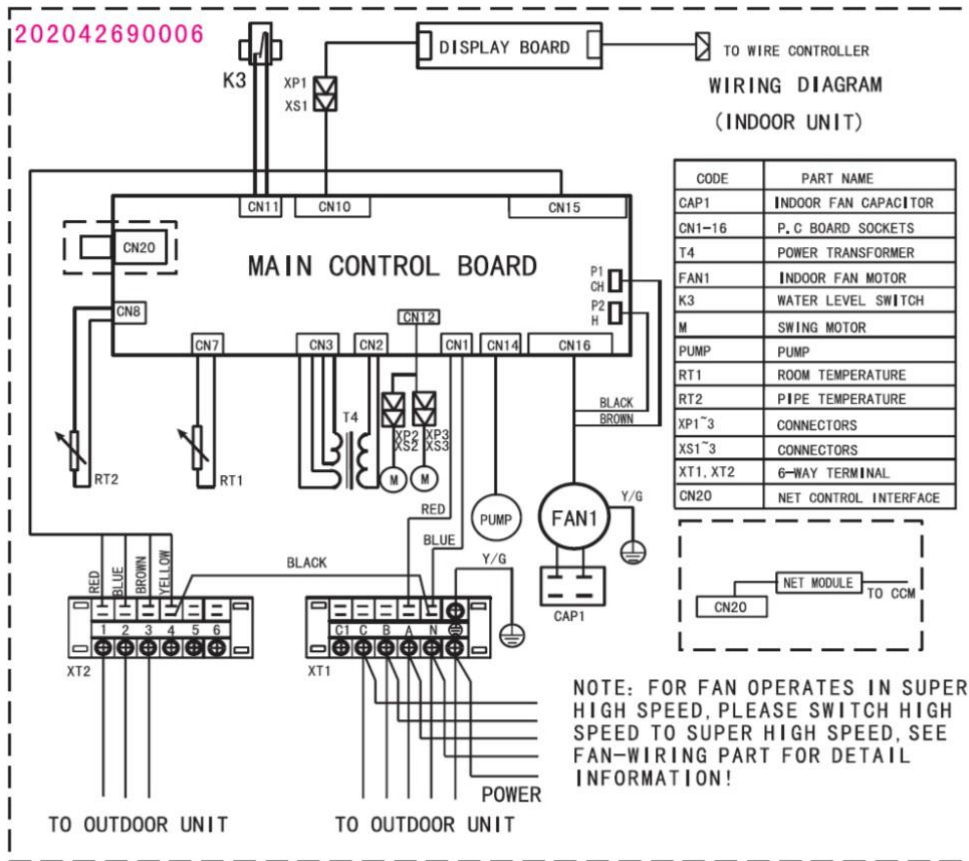 202042690006
DISPLAY BOARD
TO WIRE CONTROLLER
K3
XP1
XS1
WIRING DIAGRAM
(INDOOR UNIT)
CODE PART NAME
CAP1 INDOOR FAN CAPACITOR
CN1-16 P.C BOARD SOCKETS
T4 POWER TRANSFORMER
FAN1 INDOOR FAN MOTOR
K3 WATER LEVEL SWITCH
M SWING MOTOR
PUMP PUMP
RT1 ROOM TEMPERATURE
RT2 PIPE TEMPERATURE
XP1~3 CONNECTORS
XS1~3 CONNECTORS
XT1, XT2 6-WAY TERMINAL
CN20 NET CONTROL INTERFACE
CN11 CN10 CN15
CN20
MAIN CONTROL BOARD
P1
CH
P2
H
CN8
CN12
CN7 CN3 CN2 CN1 CN14 CN16
BLACK
BROWN
T4
XP2 XP3
XS2 XS3
RT2 RT1 M M
RED
PUMP FAN1 Y/G
BLUE
Y/G
BLACK
RED BLUE BROWN YELLOW
CAP1
NET MODULE
TO CCM
CN20
1 2 3 4 5 6
C1 C B A N
XT2 XT1
NOTE: FOR FAN OPERATES IN SUPER
HIGH SPEED, PLEASE SWITCH HIGH
SPEED TO SUPER HIGH SPEED, SEE
FAN-WIRING PART FOR DETAIL
INFORMATION!
POWER
TO OUTDOOR UNIT TO OUTDOOR UNIT